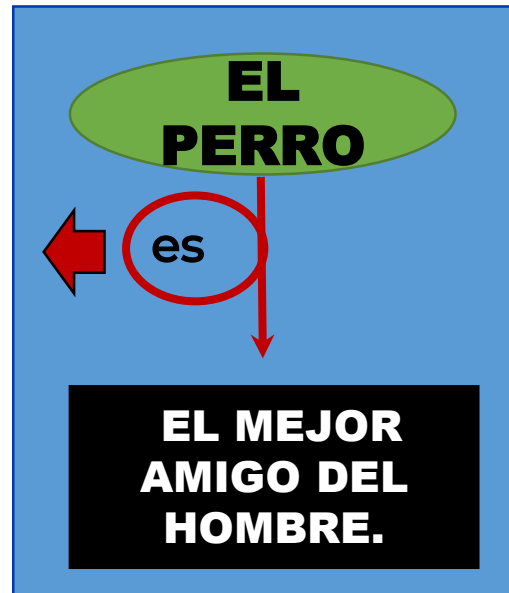 EL
PERRO
es
EL MEJOR
AMIGO DEL
HOMBRE.